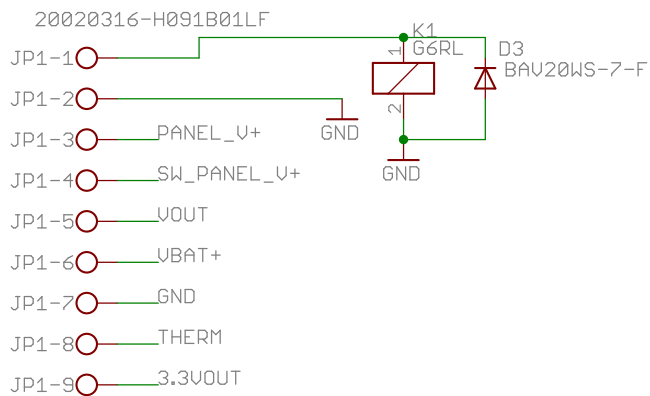 20020316-H091B01LF
K1
G6RL
1
2
D3
BAV20WS-7-F
JP1-1
JP1-2
GND
GND
JP1-3 PANEL_V+
JP1-4 SW_PANEL_V+
JP1-5 VOUT
JP1-6 VBAT+
JP1-7 GND
JP1-8 THERM
JP1-9 3.3VOUT